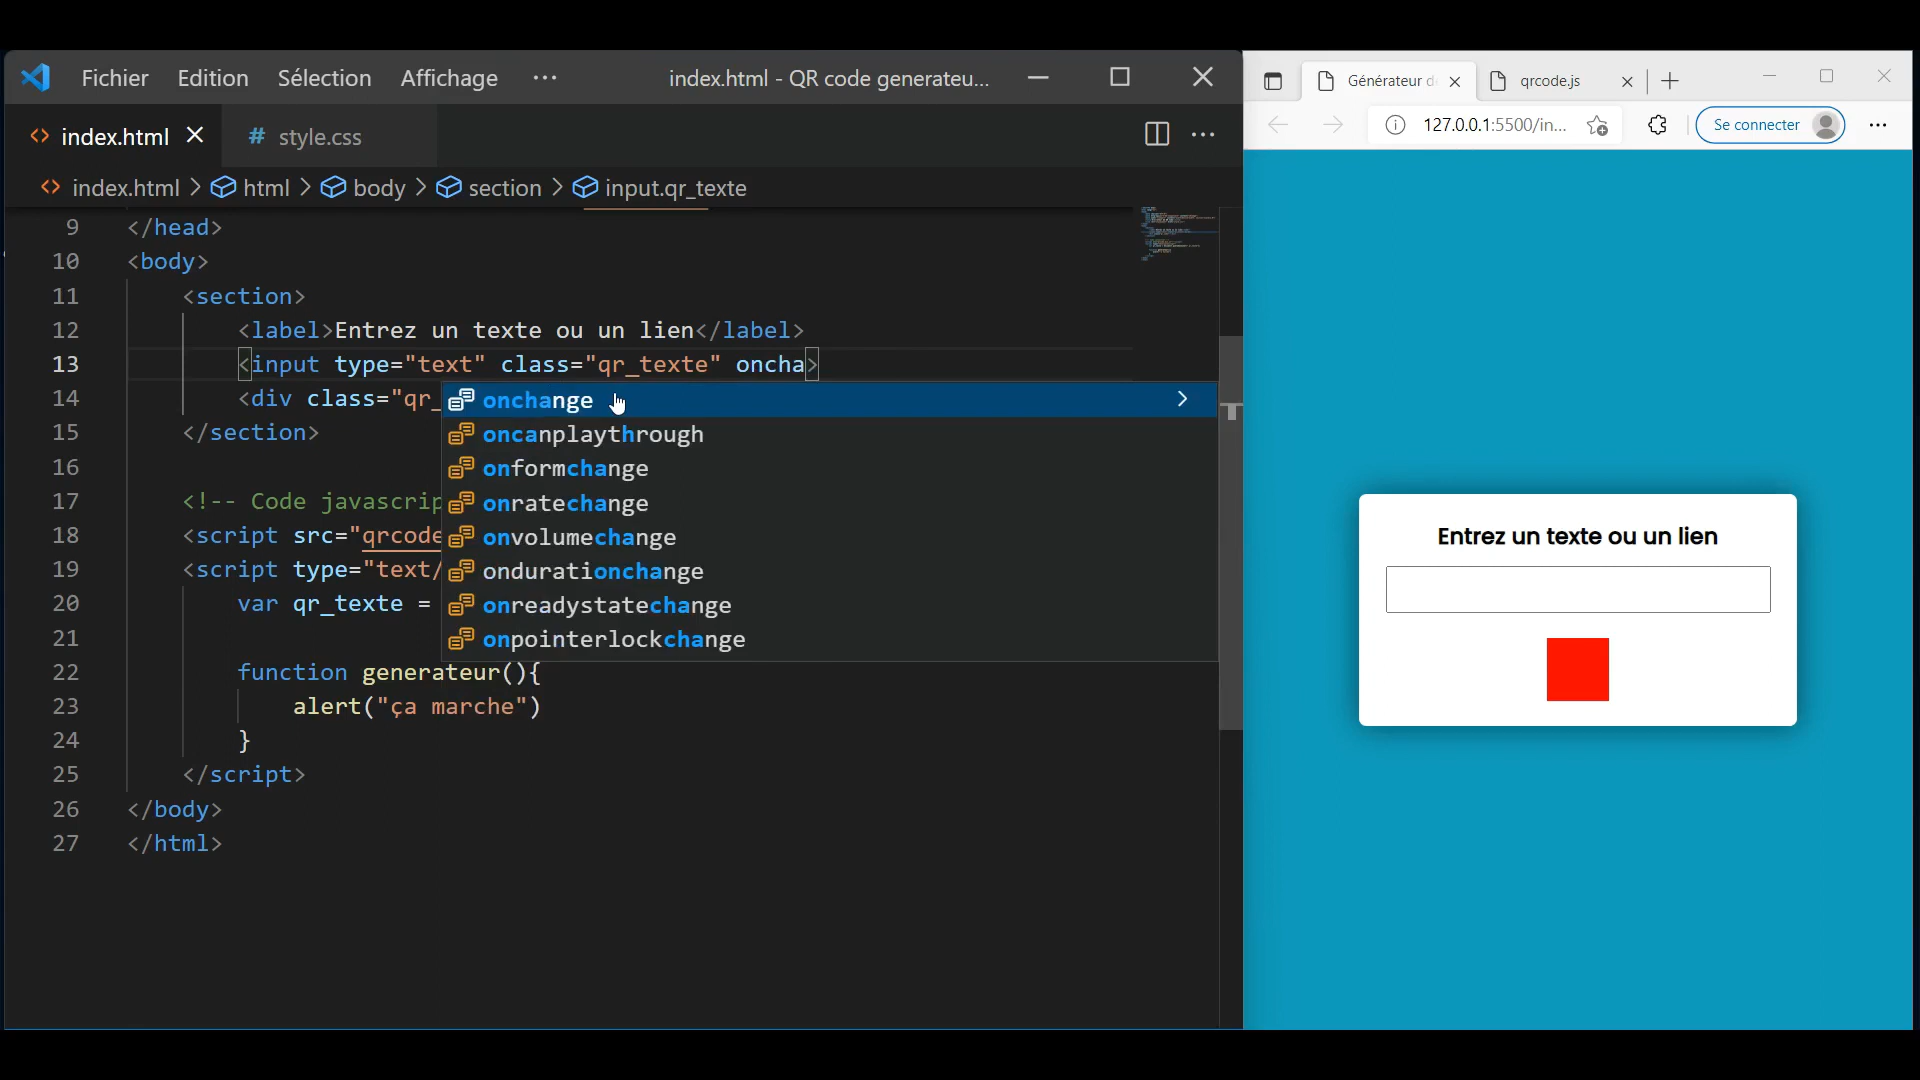 Fichier Edition Sélection Affichage ··· index.html - QR code generateu...
index.html # style.css
index.html > html > body > section > input.qr_texte
9 </head>
10 <body>
11 <section>
12 <label>Entrez un texte ou un lien</label>
13 <input type="text" class="qr_texte" oncha>
14 <div class="qr_
15 </section>
16
17 <!-- Code javascrip
18 <script src="qrcode
19 <script type="text/
20 var qr_texte =
21
22 function generateur(){
23 alert("ça marche")
24 }
25 </script>
26 </body>
27 </html>
onchange
oncanplaythrough
onformchange
onratechange
onvolumechange
ondurationchange
onreadystatechange
onpointerlockchange
Générateur d qrcode.js
127.0.0.1:5500/in... Se connecter
Entrez un texte ou un lien